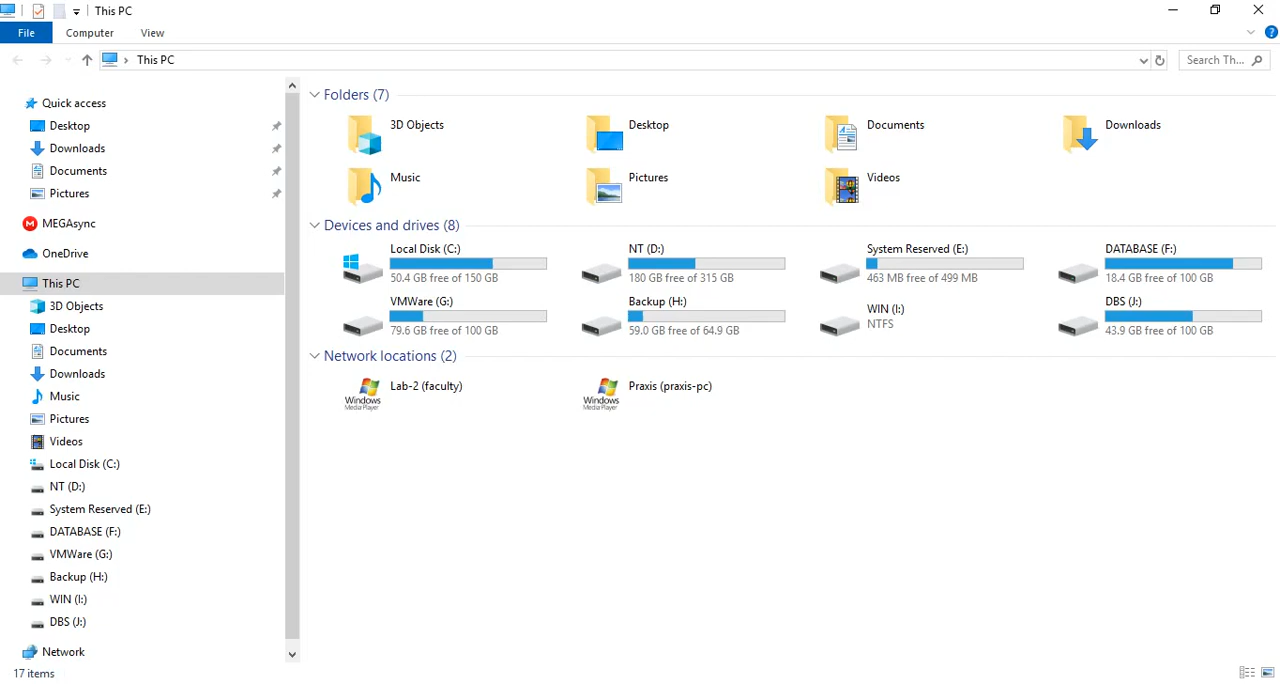 This PC
File Computer View
This PC
Search Th...
Quick access
Desktop
Downloads
Documents
Pictures
MEGAsync
OneDrive
This PC
3D Objects
Desktop
Documents
Downloads
Music
Pictures
Videos
Local Disk (C:)
NT (D:)
System Reserved (E:)
DATABASE (F:)
VMWare (G:)
Backup (H:)
WIN (I:)
DBS (J:)
Network
Folders (7)
3D Objects
Desktop
Documents
Downloads
Music
Pictures
Videos
Devices and drives (8)
Local Disk (C:)
50.4 GB free of 150 GB
NT (D:)
180 GB free of 315 GB
System Reserved (E:)
463 MB free of 499 MB
DATABASE (F:)
18.4 GB free of 100 GB
VMWare (G:)
79.6 GB free of 100 GB
Backup (H:)
59.0 GB free of 64.9 GB
WIN (I:)
NTFS
DBS (J:)
43.9 GB free of 100 GB
Network locations (2)
Windows
Media Player
Lab-2 (faculty)
Windows
Media Player
Praxis (praxis-pc)
17 items